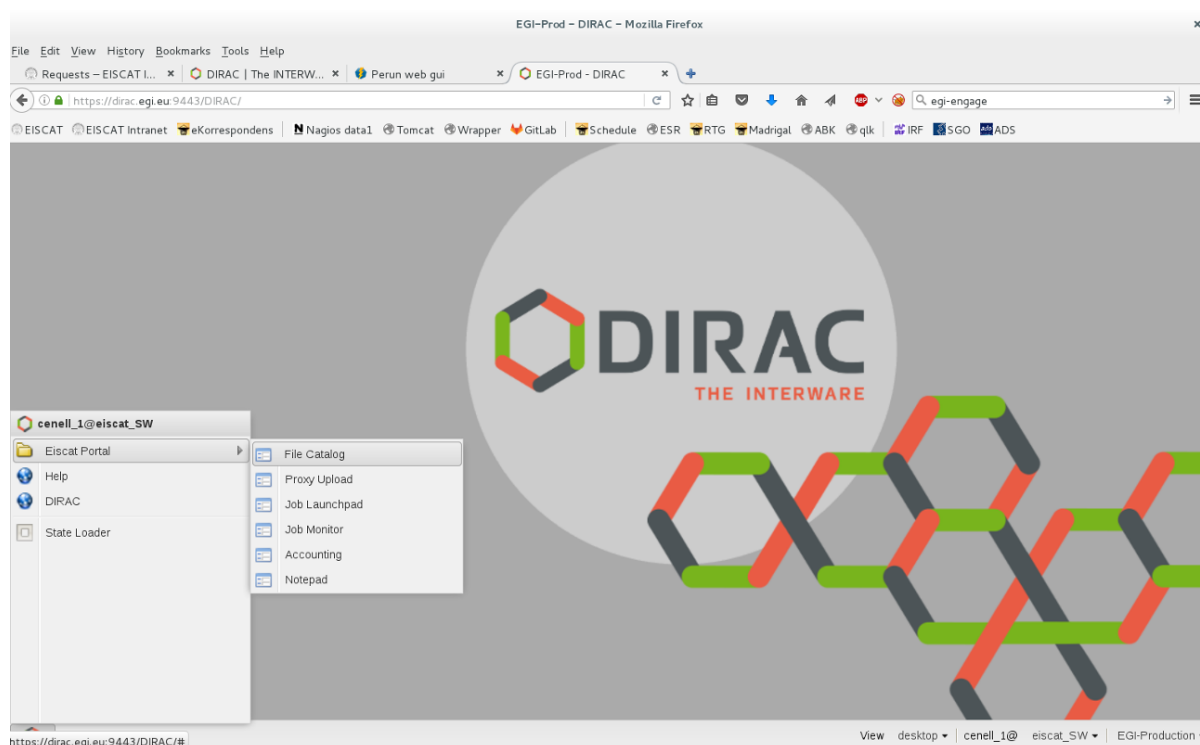 EGI-Prod - DIRAC - Mozilla Firefox
File Edit View History Bookmarks Tools Help
Requests — EISCAT I... DIRAC | The INTERW... Perun web gui EGI-Prod - DIRAC
https://dirac.egi.eu:9443/DIRAC/ egi-engage
EISCAT EISCAT Intranet eKorrespondens Nagios data1 Tomcat Wrapper GitLab Schedule ESR RTG Madrigal ABK qlk IRF SGO ADS
DIRAC
THE INTERWARE
cenell_1@eiscat_SW
Eiscat Portal
Help
DIRAC
State Loader
File Catalog
Proxy Upload
Job Launchpad
Job Monitor
Accounting
Notepad
View desktop cenell_1@ eiscat_SW EGI-Production
https://dirac.egi.eu:9443/DIRAC/#